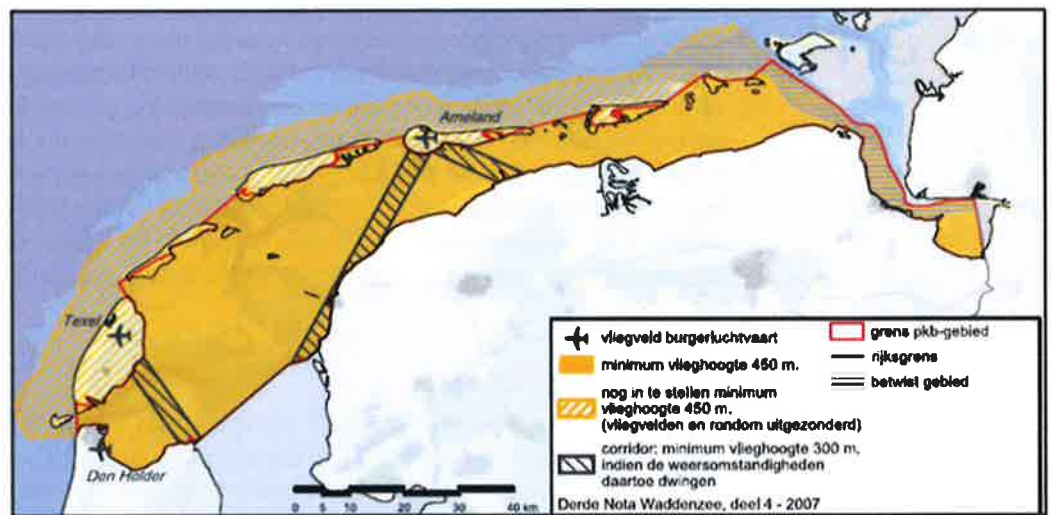 Ameland
Texel
Den Helder
0 5 10 20 30 40 km
vliegveld burgerluchtvaart
minimum vlieghoogte 450 m.
nog in te stellen minimum
vlieghoogte 450 m.
(vliegvelden en rondom uitgezonderd)
corridor: minimum vlieghoogte 300 m,
indien de weersomstandigheden
daartoe dwingen
grens pkb-gebied
rijksgrens
betwist gebied
Derde Nota Waddenzee, deel 4 - 2007